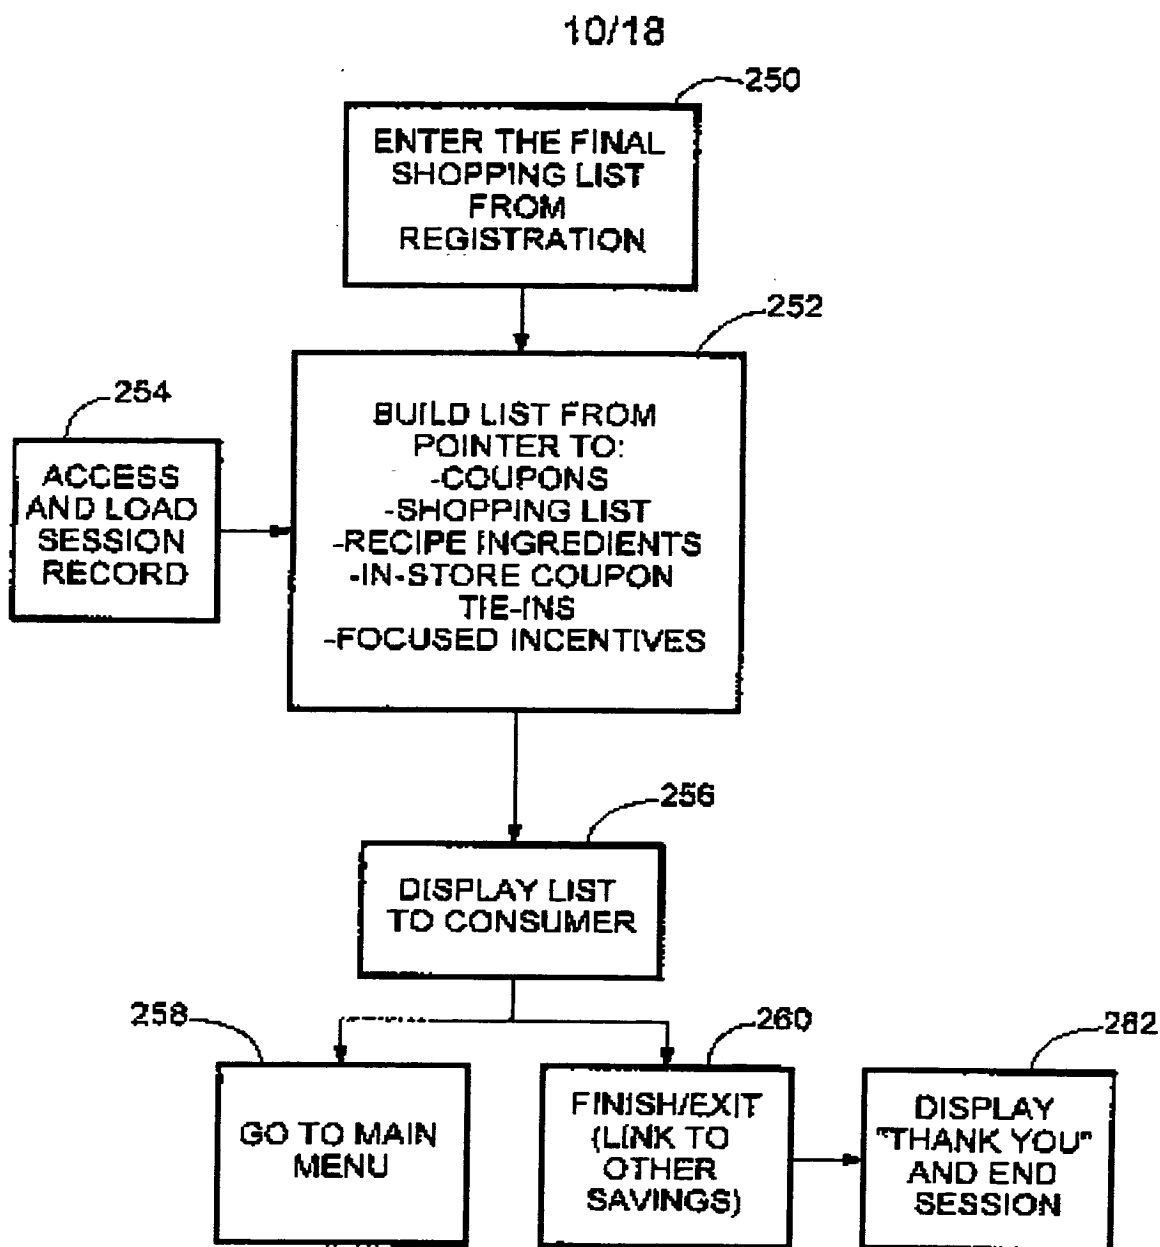 10/18
250
ENTER THE FINAL
SHOPPING LIST
FROM
REGISTRATION
252
BUILD LIST FROM
POINTER TO:
-COUPONS
-SHOPPING LIST
-RECIPE INGREDIENTS
-IN-STORE COUPON
TIE-INS
-FOCUSED INCENTIVES
254
ACCESS
AND LOAD
SESSION
RECORD
256
DISPLAY LIST
TO CONSUMER
258
GO TO MAIN
MENU
260
FINISH/EXIT
(LINK TO
OTHER
SAVINGS)
262
DISPLAY
"THANK YOU"
AND END
SESSION